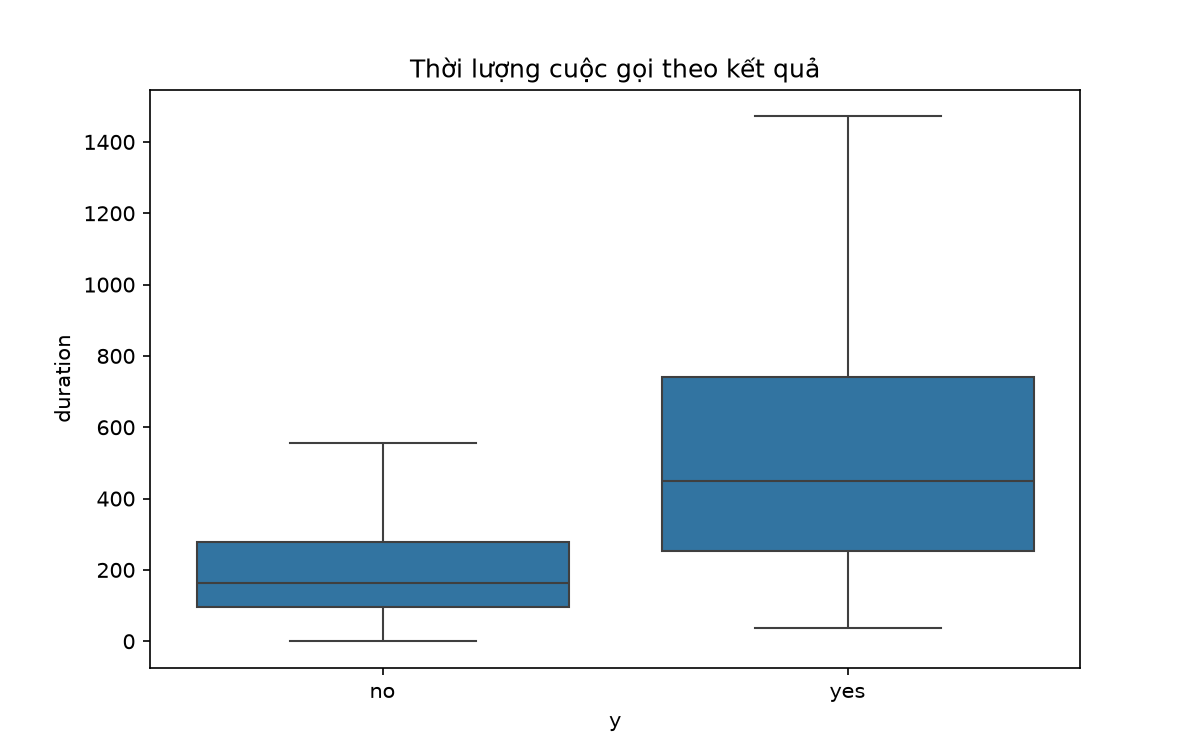 Thời lượng cuộc gọi theo kết quả
1400
1200
1000
800
600
400
200
0
duration
no
yes
y